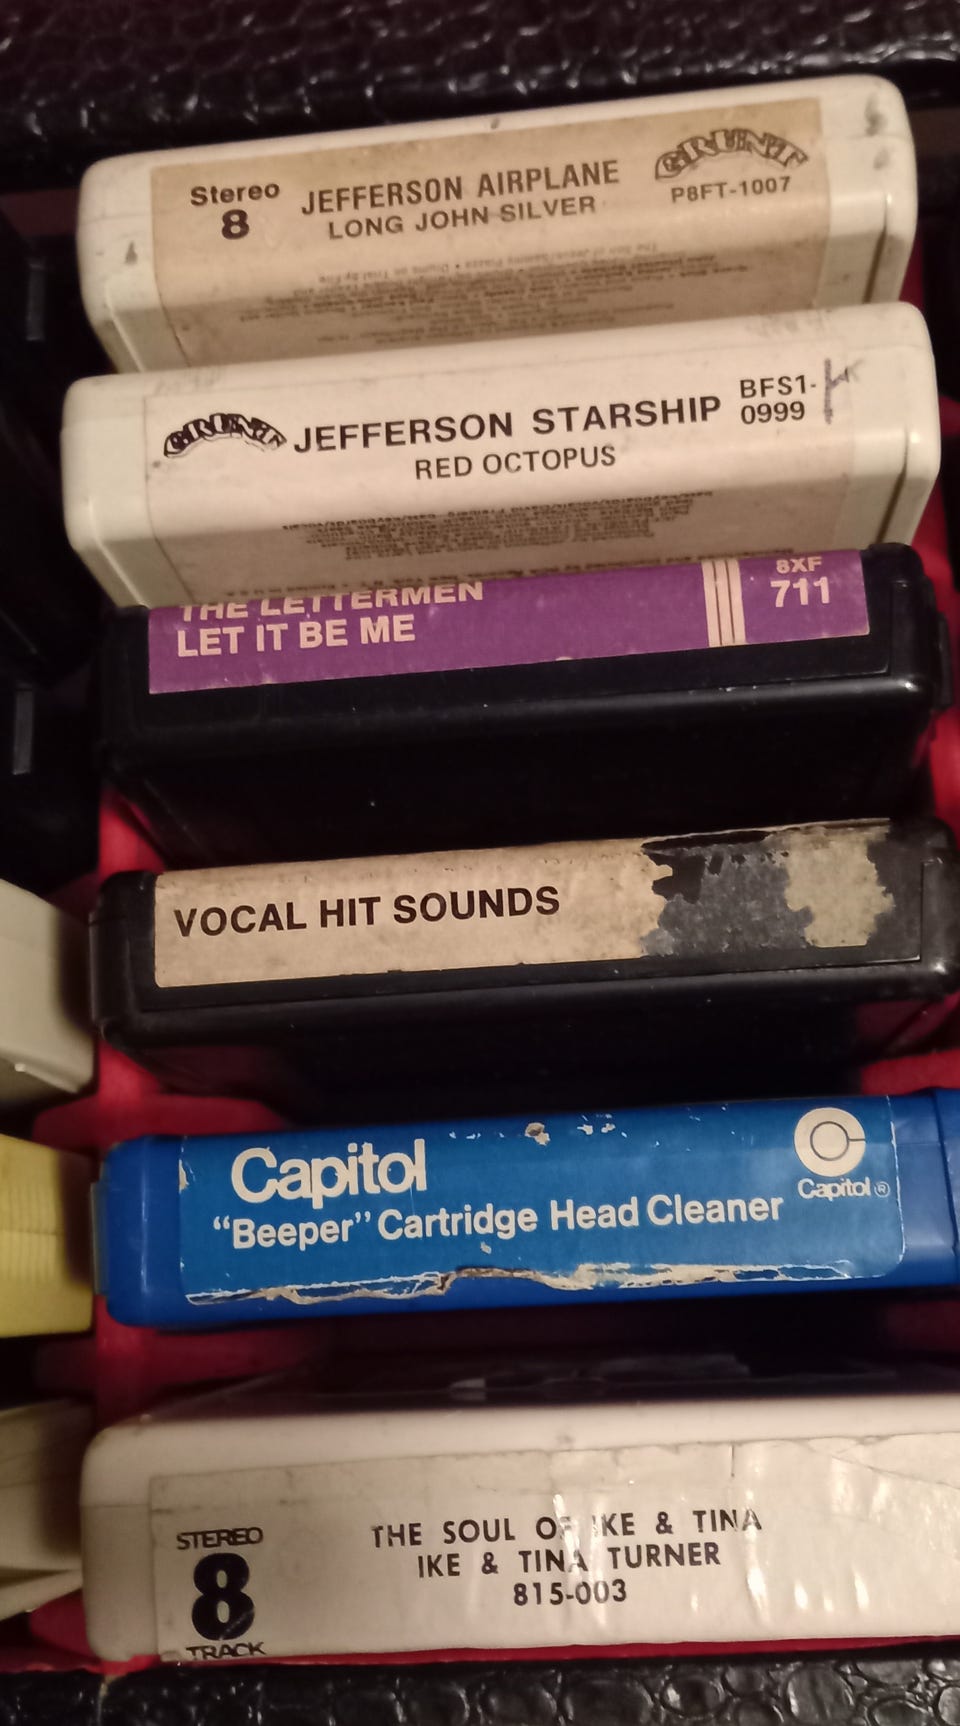 Stereo
8
JEFFERSON AIRPLANE
LONG JOHN SILVER
GRUNT
P8FT-1007
GRUNT
JEFFERSON STARSHIP
RED OCTOPUS
BFS1-
0999
THE LETTERMEN
LET IT BE ME
8XF
711
VOCAL HIT SOUNDS
Capitol
"Beeper" Cartridge Head Cleaner
Capitol®
STEREO
8
TRACK
THE SOUL OF IKE & TINA
IKE & TINA TURNER
815-003